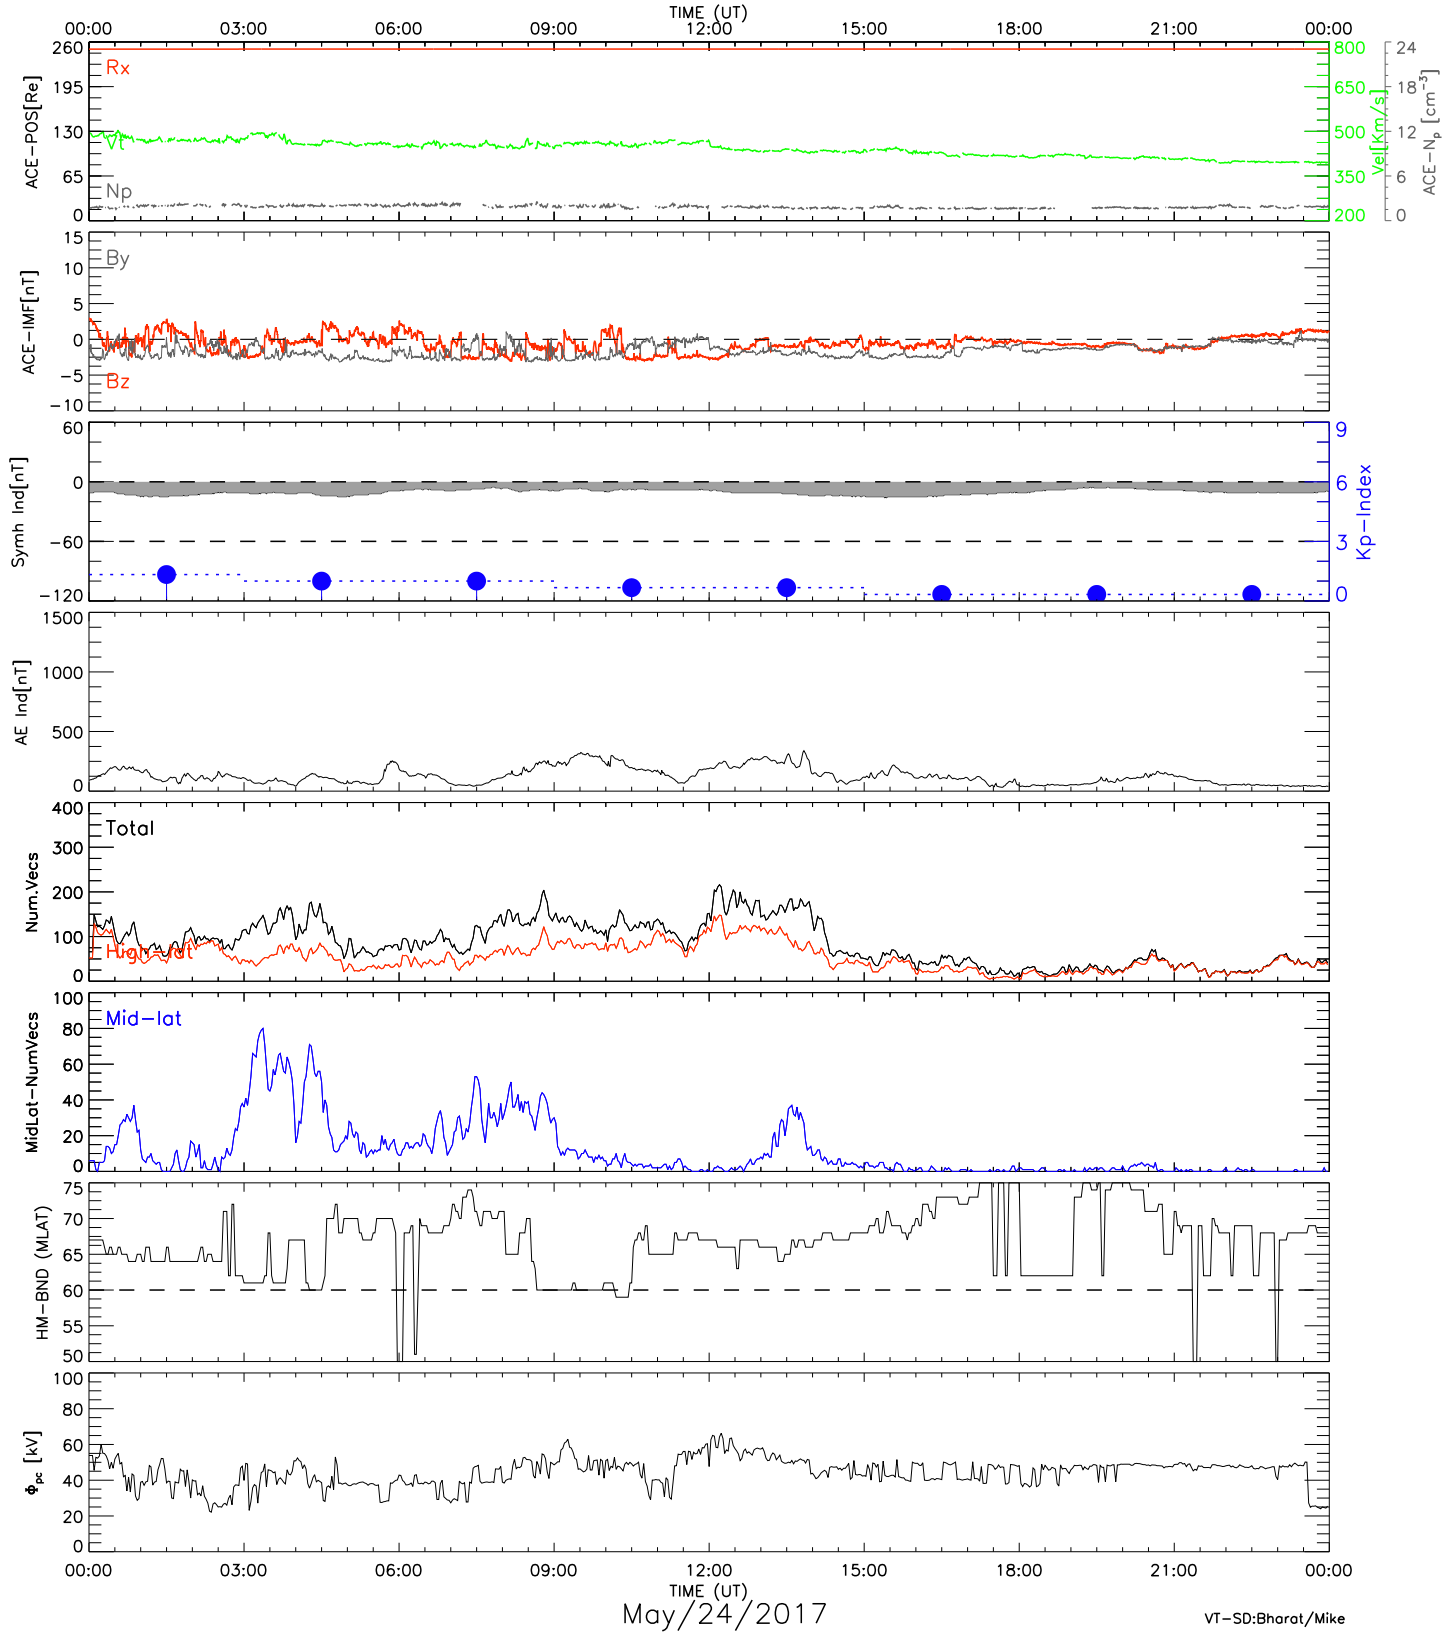 TIME (UT)
00:00 03:00 06:00 09:00 12:00 15:00 18:00 21:00 00:00
260 195 130 65 0
ACE-POS[Re]
Rx
Vt
Np
800 650 500 350 200
Vel[Km/s]
24 18 12 6 0
ACE-Np [cm-3]
15 10 5 0 -5 -10
ACE-IMF[nT]
By
Bz
60 0 -60 -120
Symh Ind[nT]
9 6 3 0
Kp-Index
1500 1000 500 0
AE Ind[nT]
400 300 200 100 0
Num.Vecs
Total
High-lat
100 80 60 40 20 0
MidLat-NumVecs
Mid-lat
75 70 65 60 55 50
HM-BND (MLAT)
100 80 60 40 20 0
Φpc [kV]
00:00 03:00 06:00 09:00 12:00 15:00 18:00 21:00 00:00
TIME (UT)
May/24/2017
VT-SD:Bharat/Mike